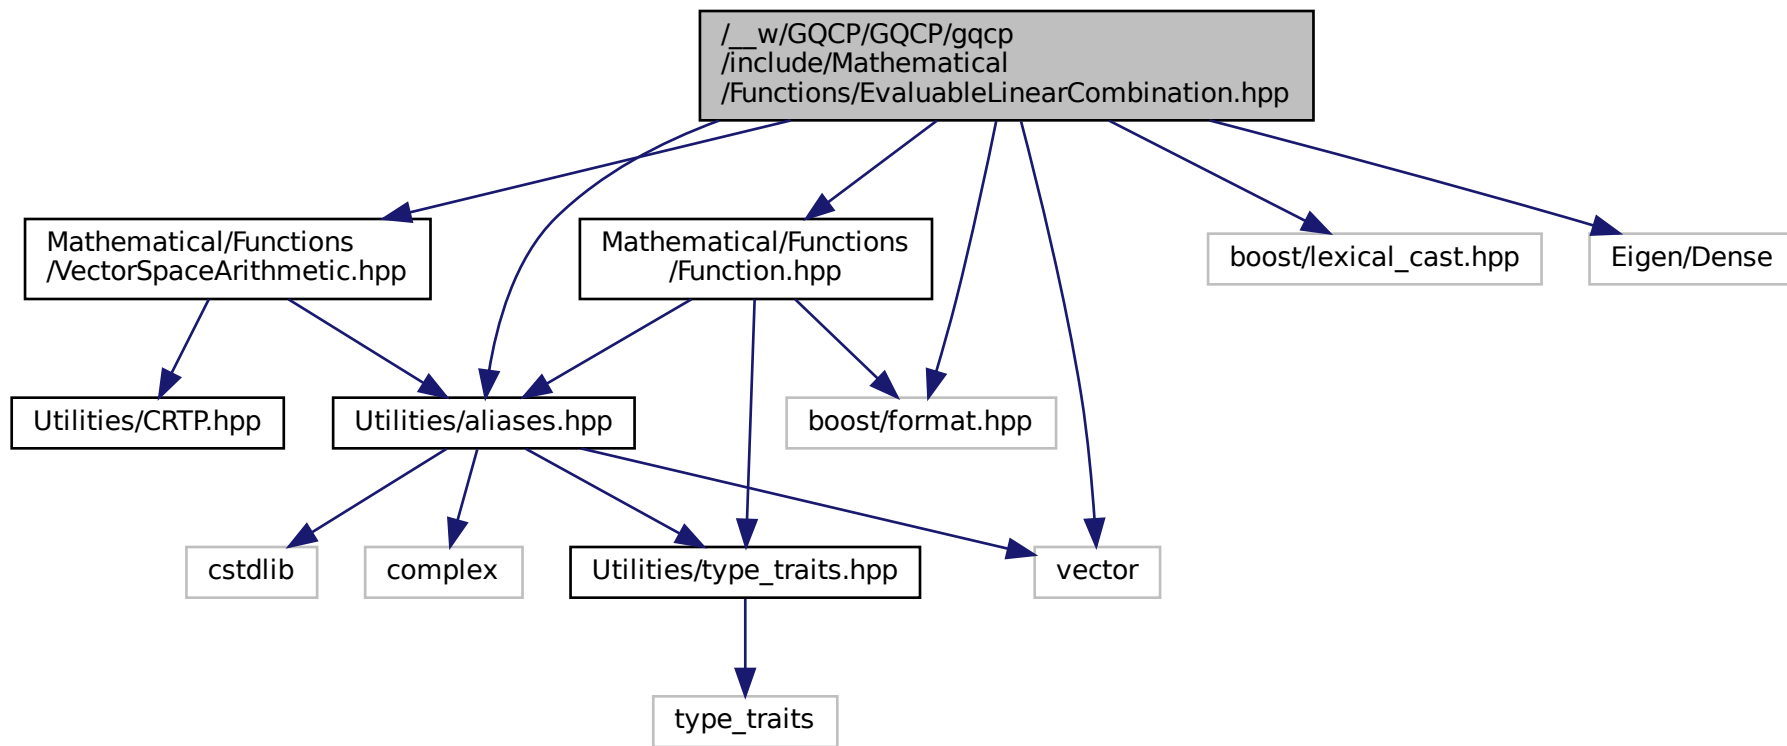 /__w/GQCP/GQCP/gqcp
/include/Mathematical
/Functions/EvaluableLinearCombination.hpp
Mathematical/Functions
/VectorSpaceArithmetic.hpp
Mathematical/Functions
/Function.hpp
boost/lexical_cast.hpp
Eigen/Dense
Utilities/CRTP.hpp
Utilities/aliases.hpp
boost/format.hpp
cstdlib
complex
Utilities/type_traits.hpp
vector
type_traits